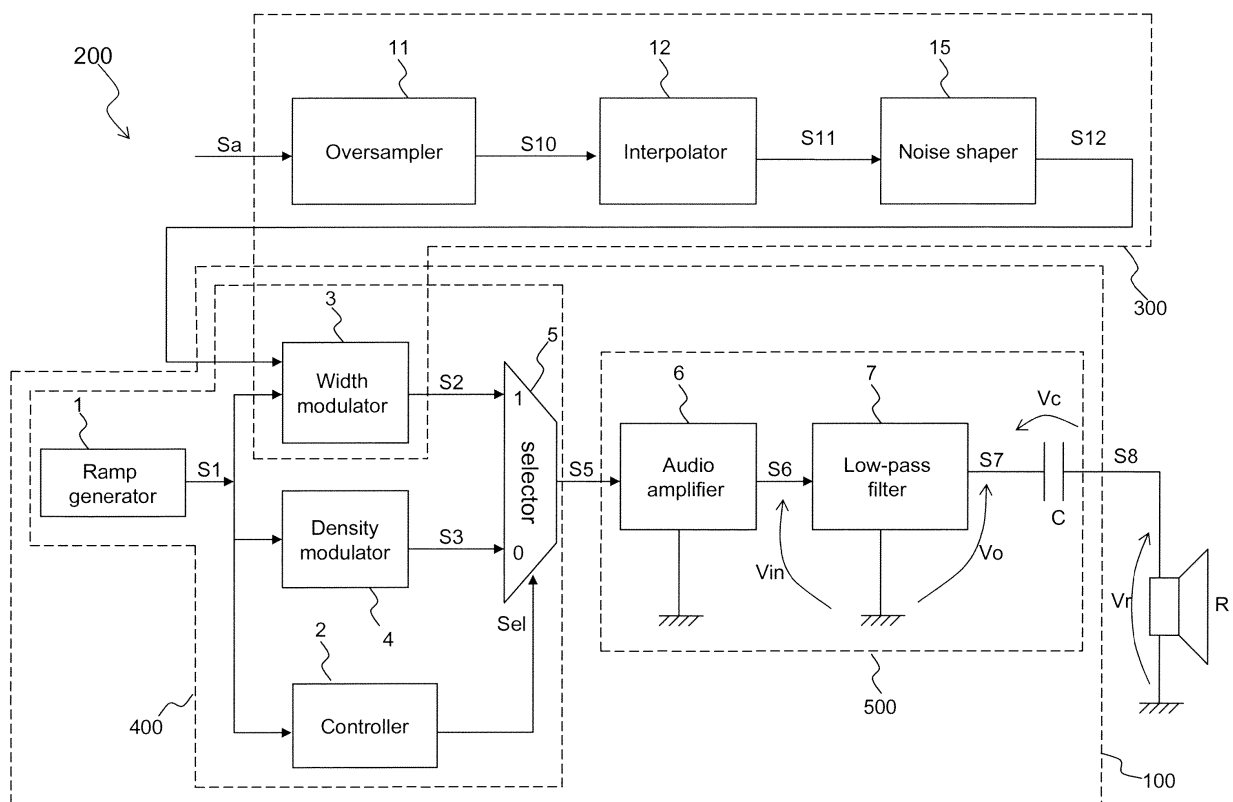 200
11
12
15
Sa
Oversampler
S10
Interpolator
S11
Noise shaper
S12
300
3
5
Width
modulator
S2
1
1
Ramp
generator
S1
selector
S5
6
7
Audio
amplifier
S6
Low-pass
filter
S7
Vc
C
S8
Density
modulator
S3
0
4
Sel
Vin
Vo
Vr
R
2
Controller
400
500
100